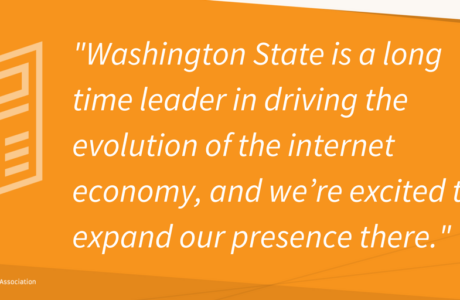 "Washington State is a long
time leader in driving the
evolution of the internet
economy, and we're excited t
expand our presence there."
Association